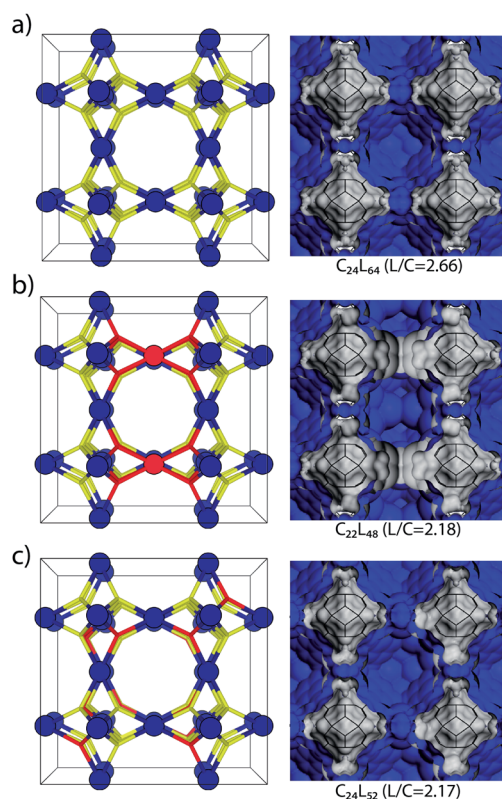 a)
C₂₄L₆₄ (L/C=2.66)
b)
C₂₂L₄₈ (L/C=2.18)
c)
C₂₄L₅₂ (L/C=2.17)